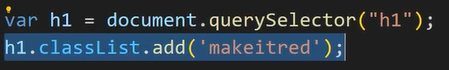 var h1 = document.querySelector("h1");
h1.classList.add('makeitred');